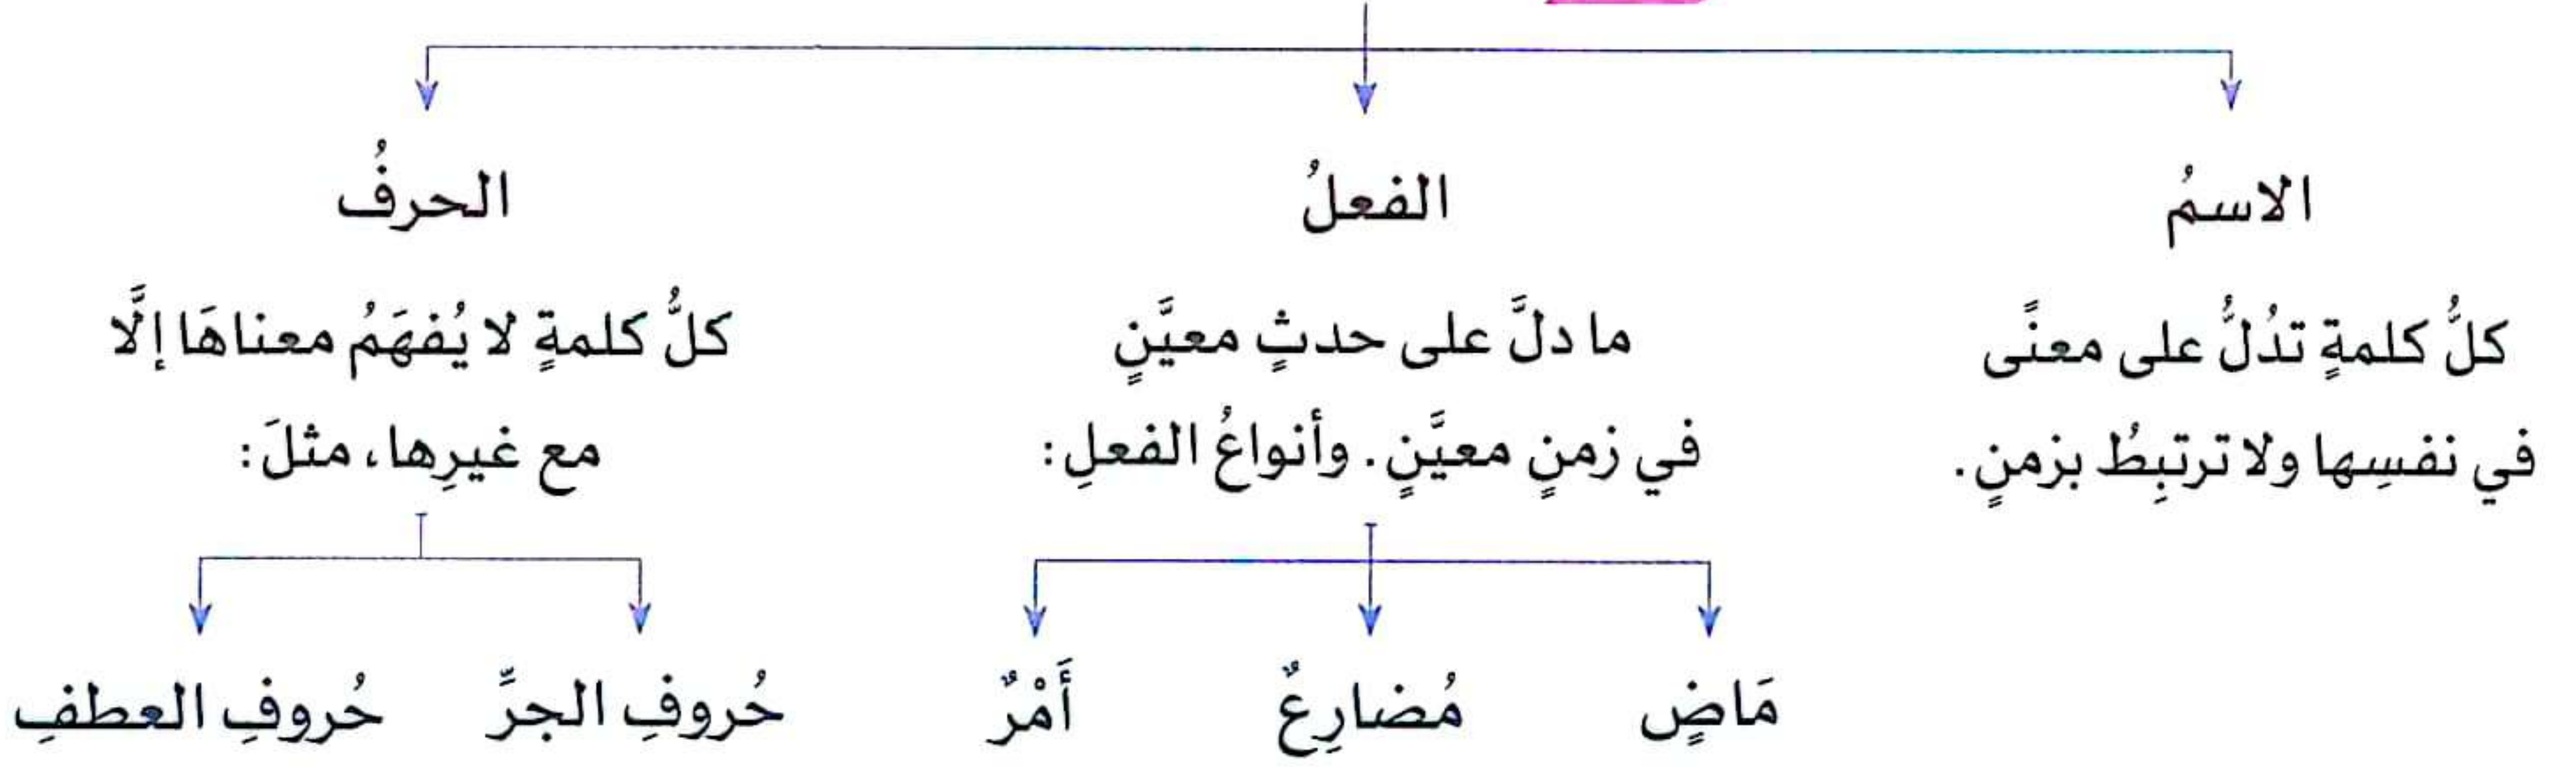 الاسمُ
كلُّ كلمةٍ تدُلُّ على معنًى
في نفسِها ولا ترتبِطُ بزمنٍ.
الفعلُ
ما دلَّ على حدثٍ معيَّنٍ
في زمنٍ معيَّنٍ. وأنواعُ الفعلِ:
مَاضٍ
مُضارِعٌ
أَمْرٌ
الحرفُ
كلُّ كلمةٍ لا يُفهَمُ معناهَا إلَّا
مع غيرِها، مثلَ:
حُروفِ الجرِّ
حُروفِ العطفِ